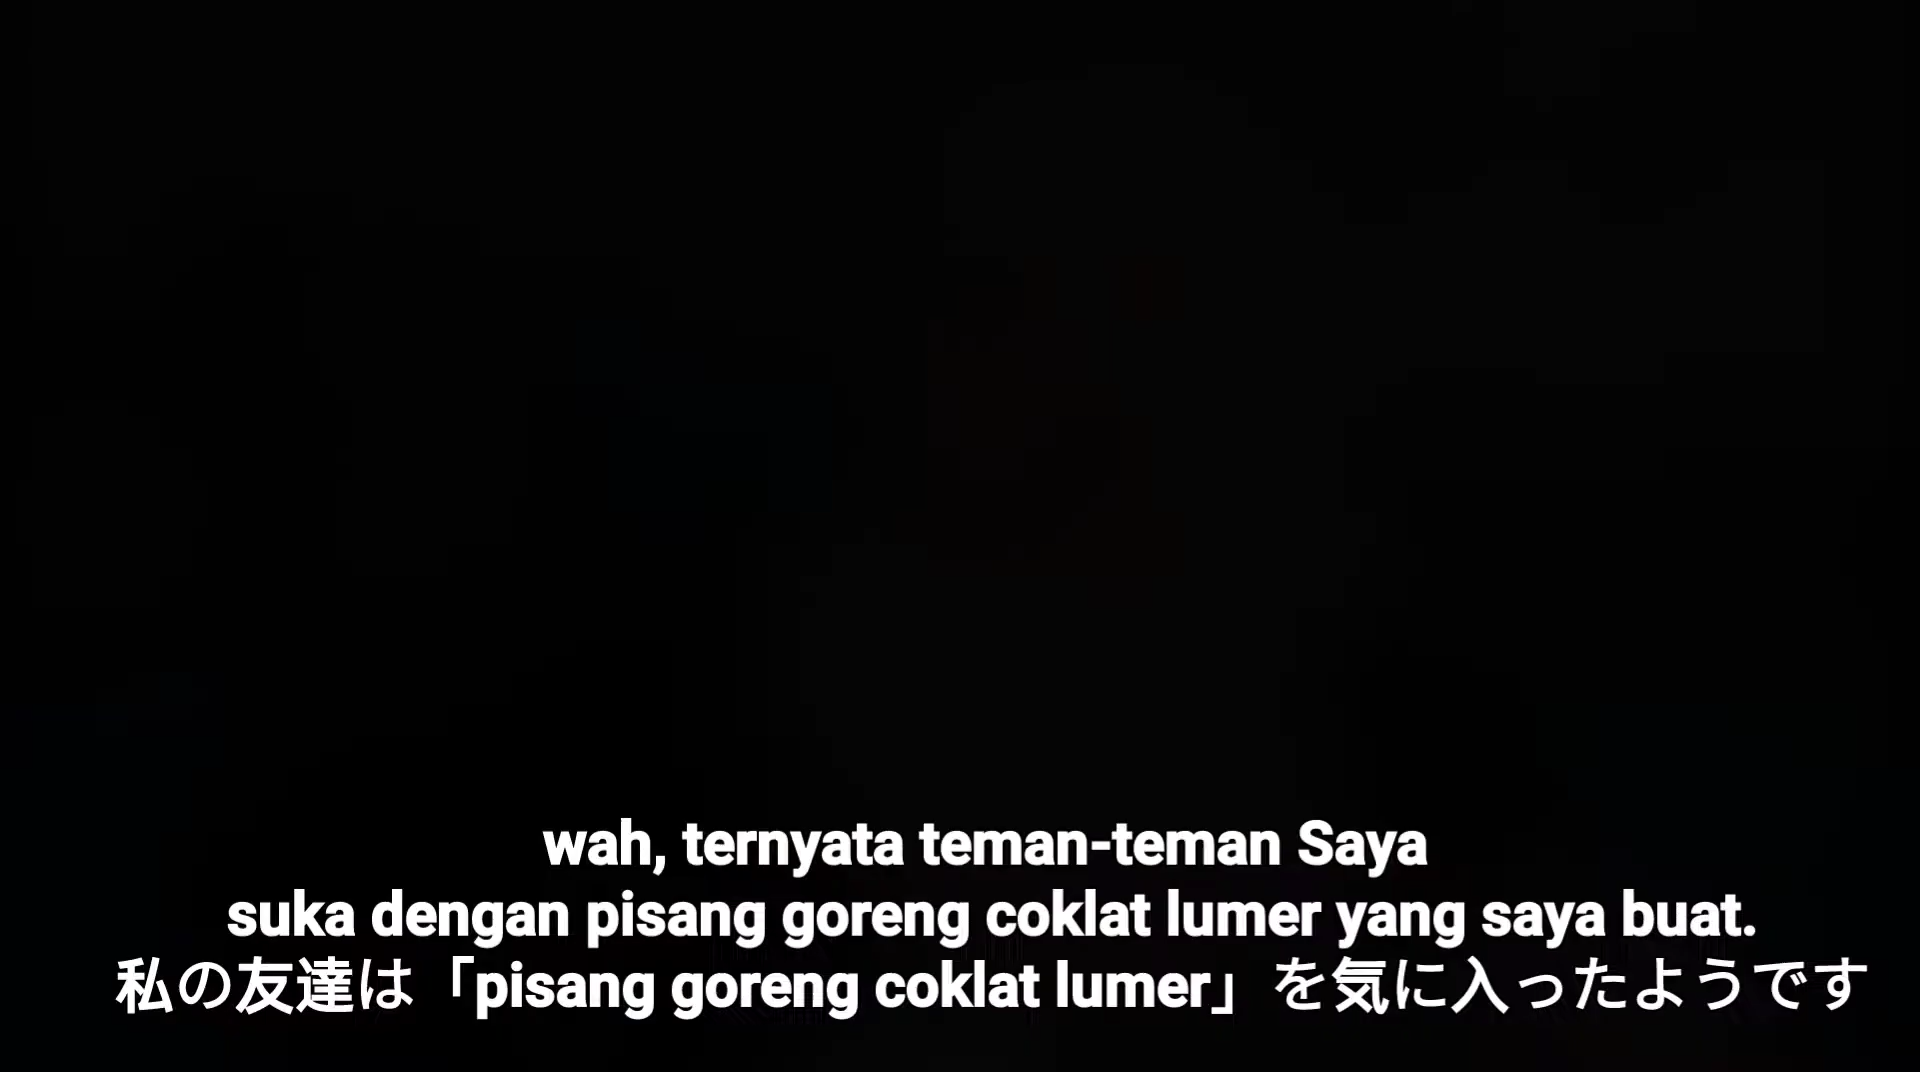 wah, ternyata teman-teman Saya
suka dengan pisang goreng coklat lumer yang saya buat.
私の友達は「pisang goreng coklat lumer」を気に入ったようです